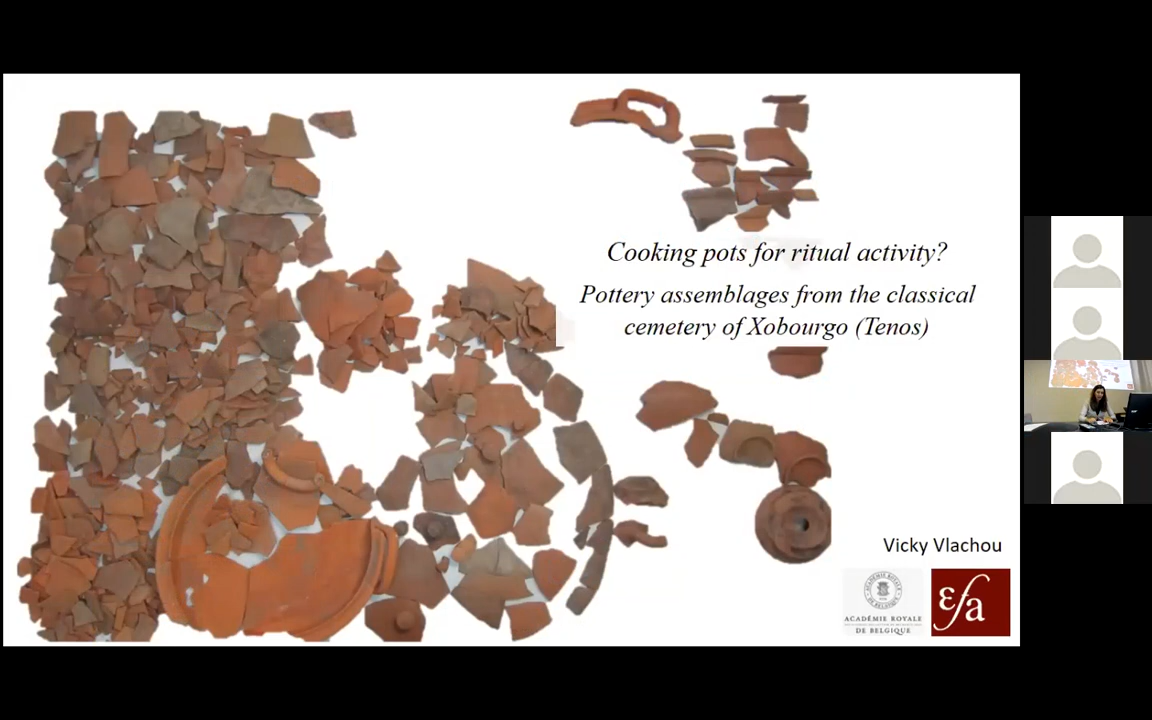 Cooking pots for ritual activity?
Pottery assemblages from the classical
cemetery of Xobourgo (Tenos)
Vicky Vlachou
ACADÉMIE ROYALE
DE BELGIQUE
εfa